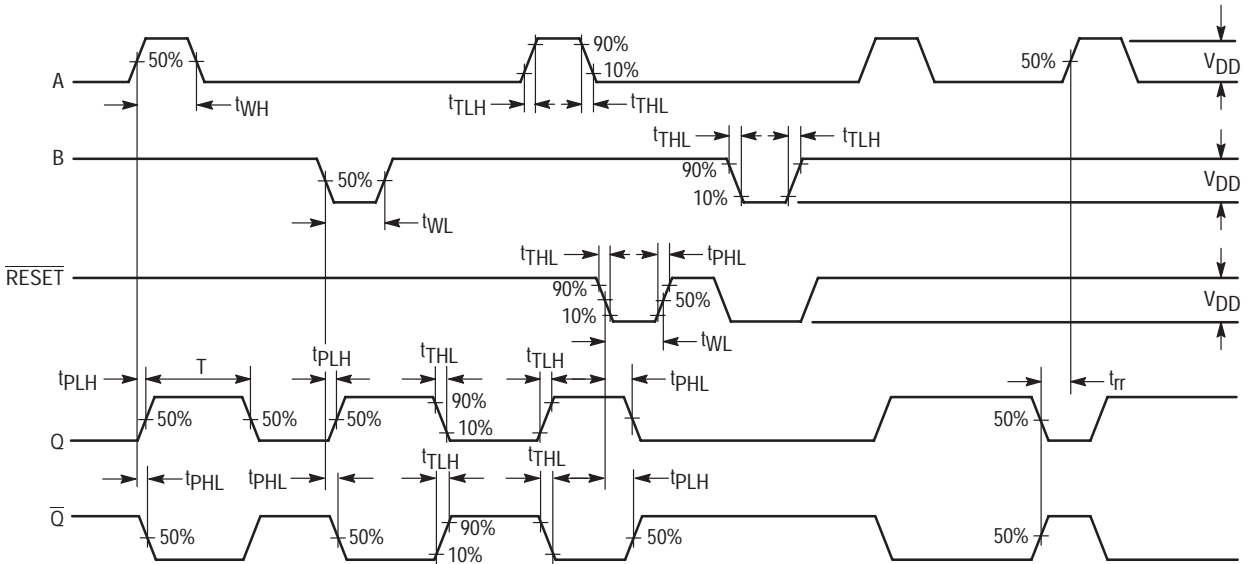 A
50%
tWH
90%
10%
tTLH
tTHL
50%
VDD
B
50%
tWL
tTHL
tTLH
90%
10%
VDD
RESET
tTHL
tPHL
90%
10%
50%
tWL
VDD
tPLH
T
tPLH
tTHL
tTLH
tPHL
trr
Q
50%
50%
50%
90%
10%
50%
tPHL
tPHL
tTLH
tTHL
tPLH
Q
50%
50%
90%
10%
50%
50%